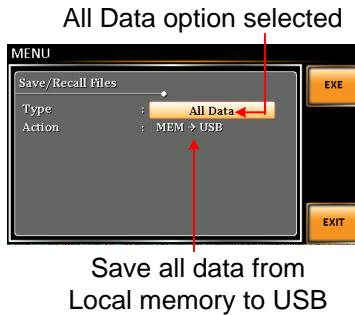 All Data option selected
MENU
Save/Recall Files
Type : All Data
Action : MEM → USB
EXE
EXIT
Save all data from
Local memory to USB